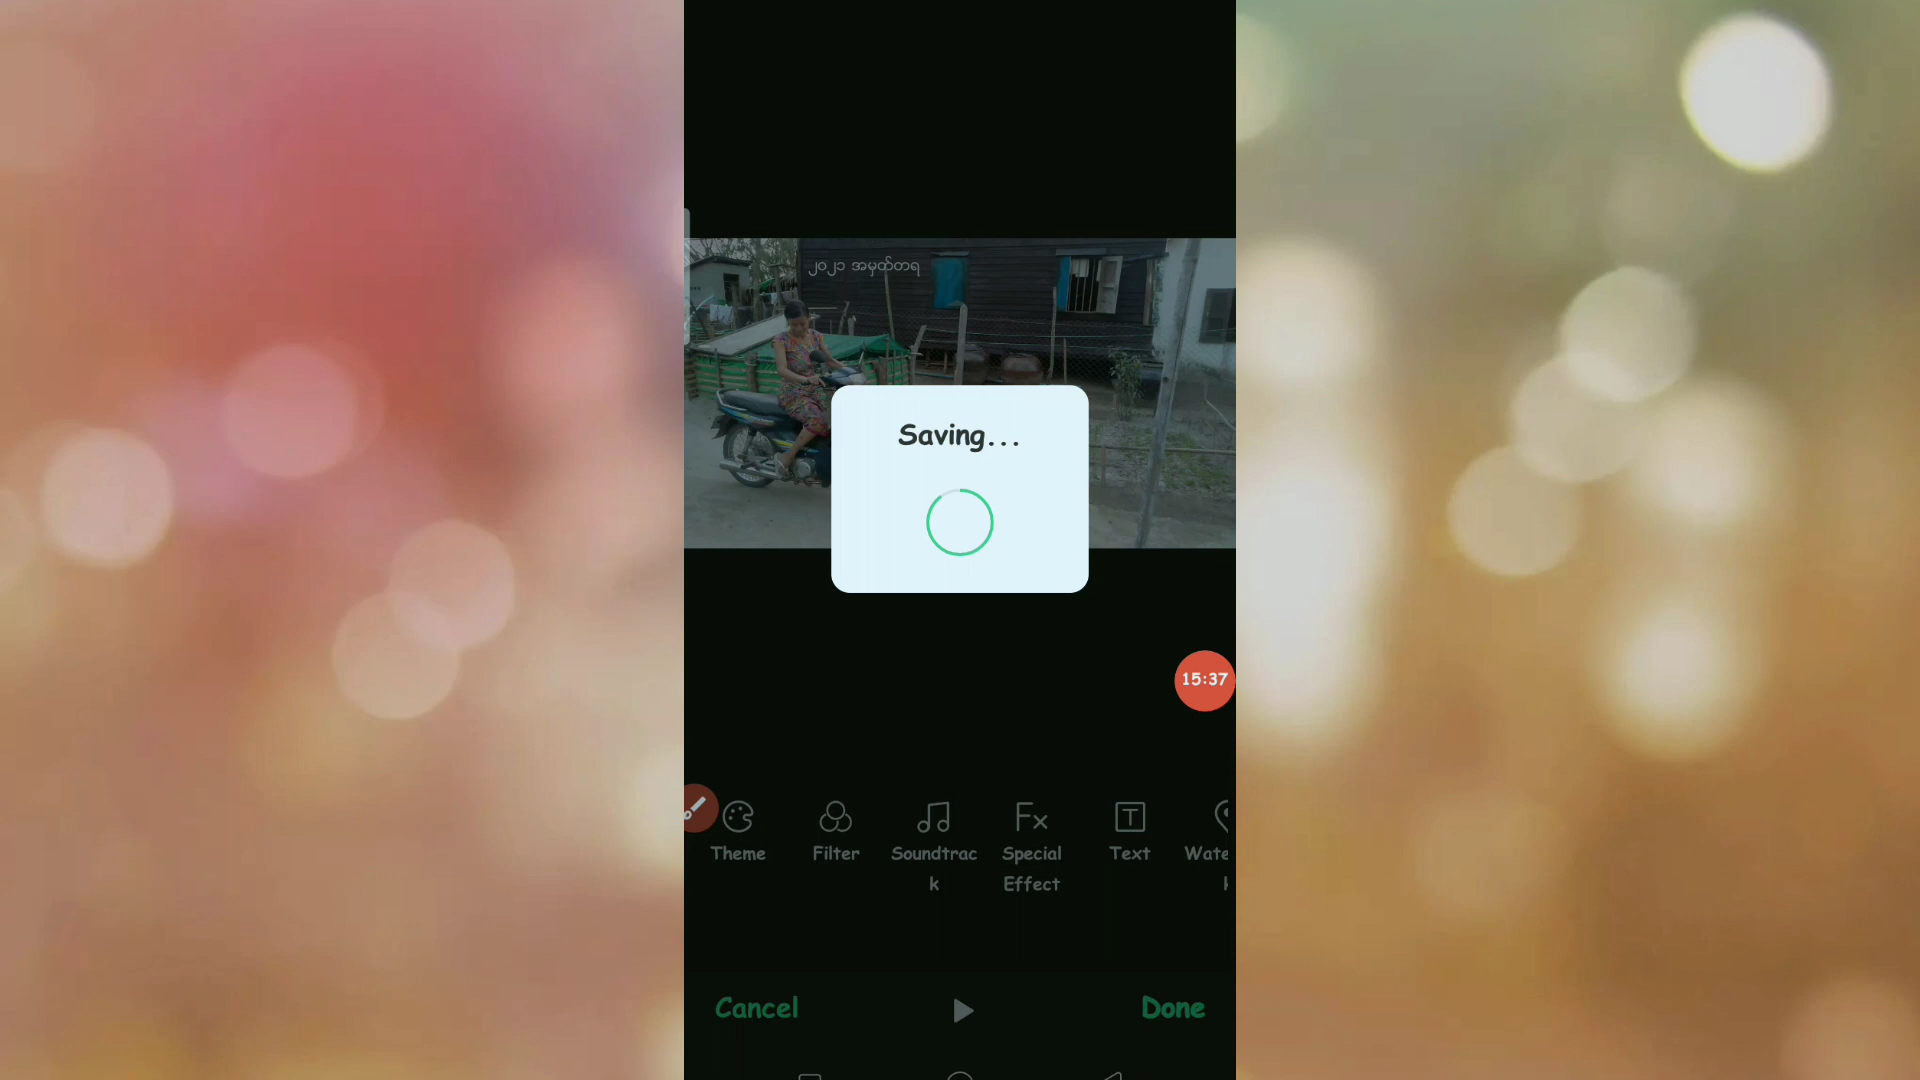 ၂၀၂၁ အမှတ်တရ
Saving...
15:37
Theme
Filter
Soundtrac
k
Special
Effect
Text
Wate
Cancel
Done